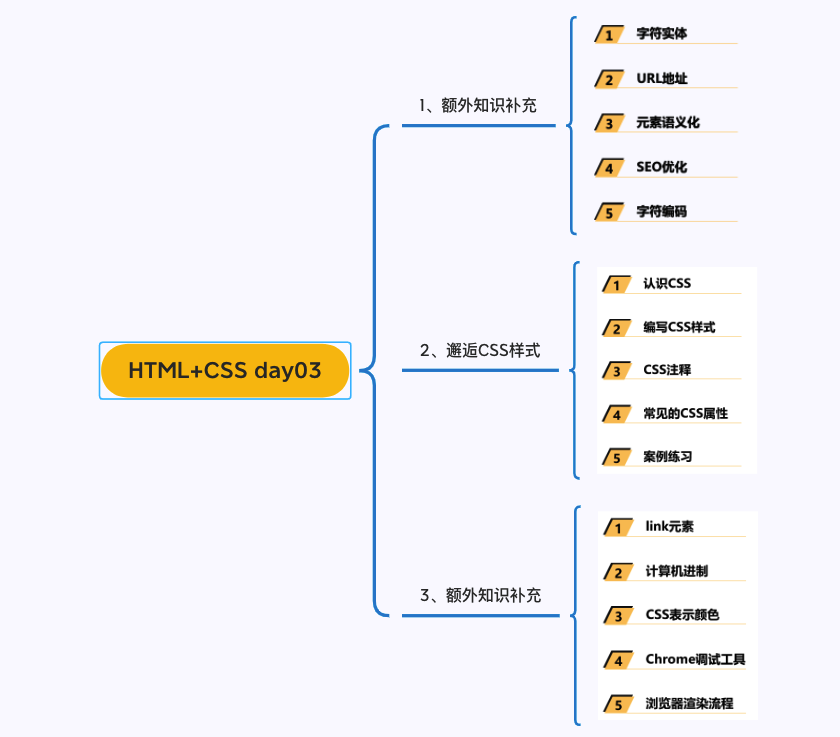 HTML+CSS day03
1、额外知识补充
1 字符实体
2 URL地址
3 元素语义化
4 SEO优化
5 字符编码
2、邂逅CSS样式
1 认识CSS
2 编写CSS样式
3 CSS注释
4 常见的CSS属性
5 案例练习
3、额外知识补充
1 link元素
2 计算机进制
3 CSS表示颜色
4 Chrome调试工具
5 浏览器渲染流程